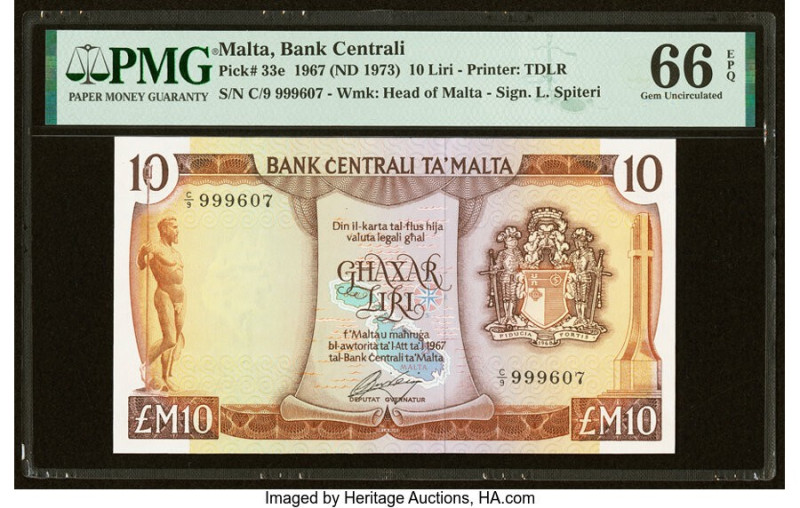 PMG
PAPER MONEY GUARANTY
Malta, Bank Centrali
Pick# 33e 1967 (ND 1973) 10 Liri - Printer: TDLR
S/N C/9 999607 - Wmk: Head of Malta - Sign. L. Spiteri
66 EPQ
Gem Uncirculated
10 BANK ĊENTRALI TA' MALTA 10
C/9 999607
Din il-karta tal-flus hija
valuta legali għal
GĦAXAR
LIRI
f'Malta u maħruġa
bl-awtorita ta' l-Att ta' l-1967
tal-Bank Ċentrali ta' Malta
MALTA
DEPUTAT GVERNATUR
FIDUCIA FORTIS
C/9 999607
£M10 £M10
Imaged by Heritage Auctions, HA.com